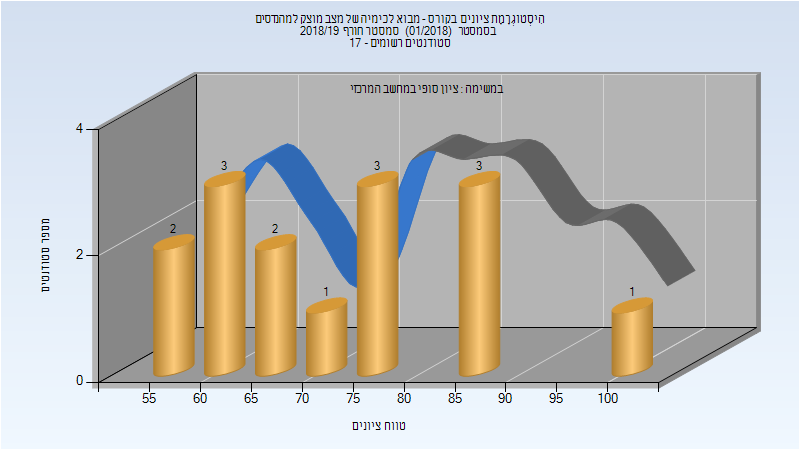 היסטוגרמת ציונים בקורס - מבוא לכימיה של מצב מוצק למהנדסים
בסמסטר (01/2018) סמסטר חורף 2018/19
סטודנטים רשומים - 17
במשימה : ציון סופי במחשב המרכזי
4
2
0
מספר סטודנטים
2
3
2
1
3
3
1
55 60 65 70 75 80 85 90 95 100
טווח ציונים